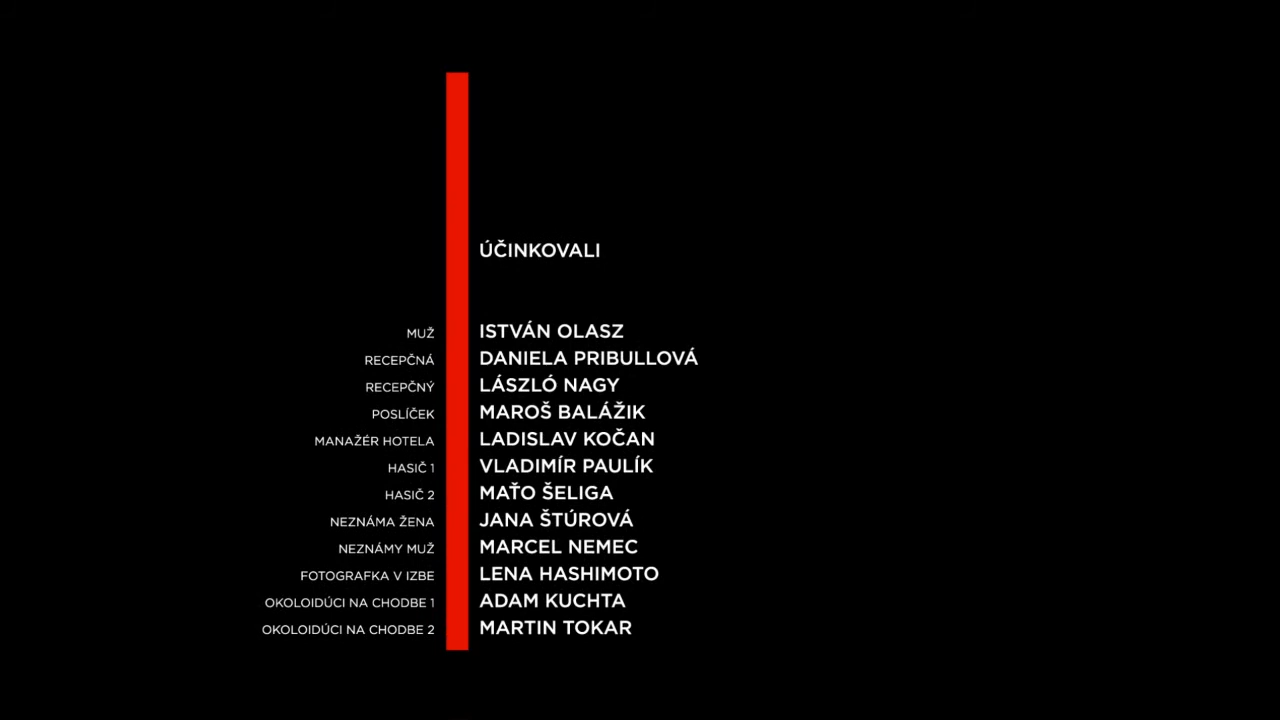 ÚČINKOVALI
MUŽ ISTVÁN OLASZ
RECEPČNÁ DANIELA PRIBULLOVÁ
RECEPČNÝ LÁSZLÓ NAGY
POSLÍČEK MAROŠ BALÁŽIK
MANAŽÉR HOTELA LADISLAV KOČAN
HASIČ 1 VLADIMÍR PAULÍK
HASIČ 2 MAŤO ŠELIGA
NEZNÁMA ŽENA JANA ŠTÚROVÁ
NEZNÁMY MUŽ MARCEL NEMEC
FOTOGRAFKA V IZBE LENA HASHIMOTO
OKOLOIDÚCI NA CHODBE 1 ADAM KUCHTA
OKOLOIDÚCI NA CHODBE 2 MARTIN TOKAR